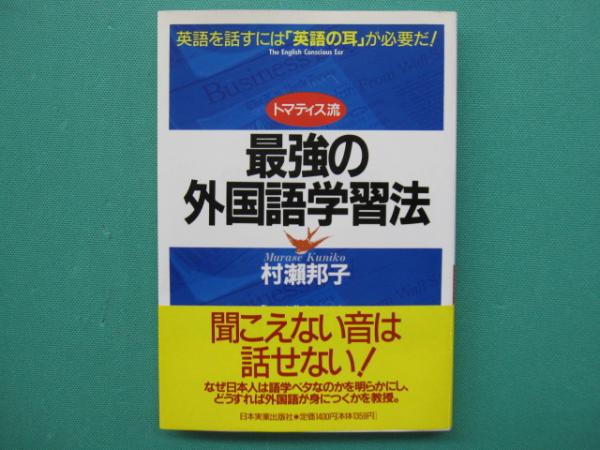 英語を話すには「英語の耳」が必要だ!
The English Conscious Ear
トマティス流
最強の
外国語学習法
Murase Kuniko
村瀬邦子
聞こえない音は
話せない!
なぜ日本人は語学ベタなのかを明らかにし、
どうすれば外国語が身につくかを教授。
日本実業出版社●定価1400円[本体1359円]